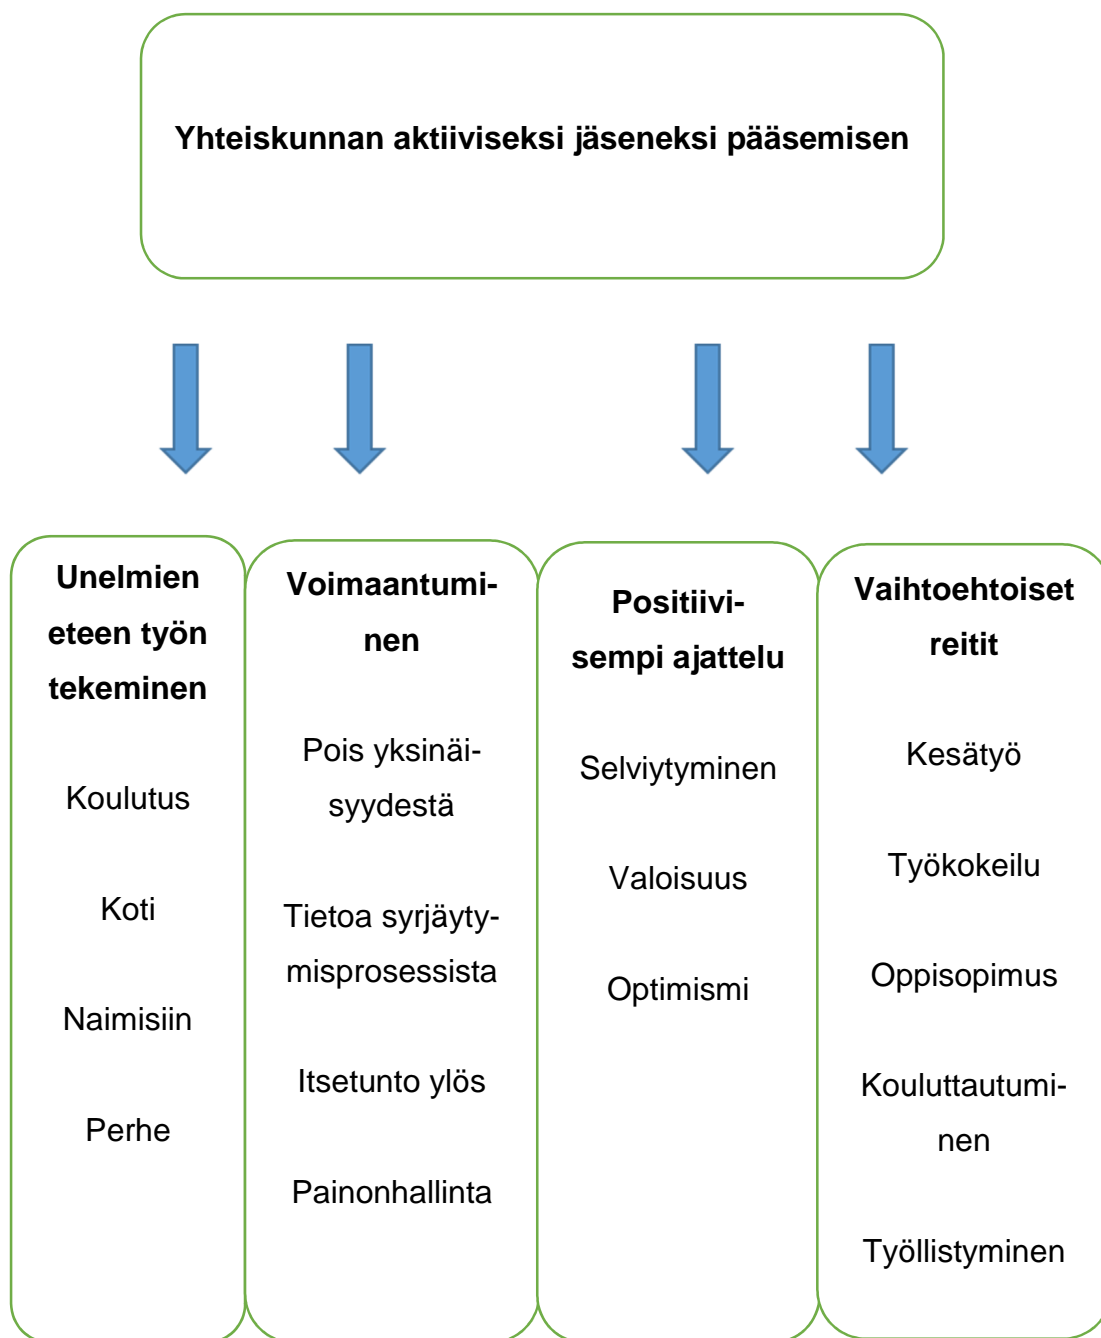 Yhteiskunnan aktiiviseksi jäseneksi pääsemisen
Unelmien
eteen työn
tekeminen
Koulutus
Koti
Naimisiin
Perhe
Voimaantumi-
nen
Pois yksinäi-
syydestä
Tietoa syrjäyty-
misprosessista
Itsetunto ylös
Painonhallinta
Positiivi-
sempi ajattelu
Selviytyminen
Valoisuus
Optimismi
Vaihtoehtoiset
reitit
Kesätyö
Työkokeilu
Oppisopimus
Kouluttautumi-
nen
Työllistyminen